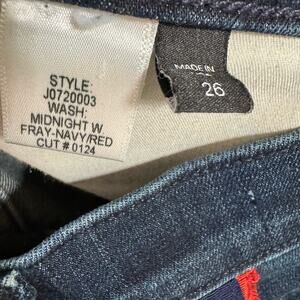 STYLE:
J0720003
WASH:
MIDNIGHT W
FRAY-NAVY/RED
CUT # 0124
MADE IN
26